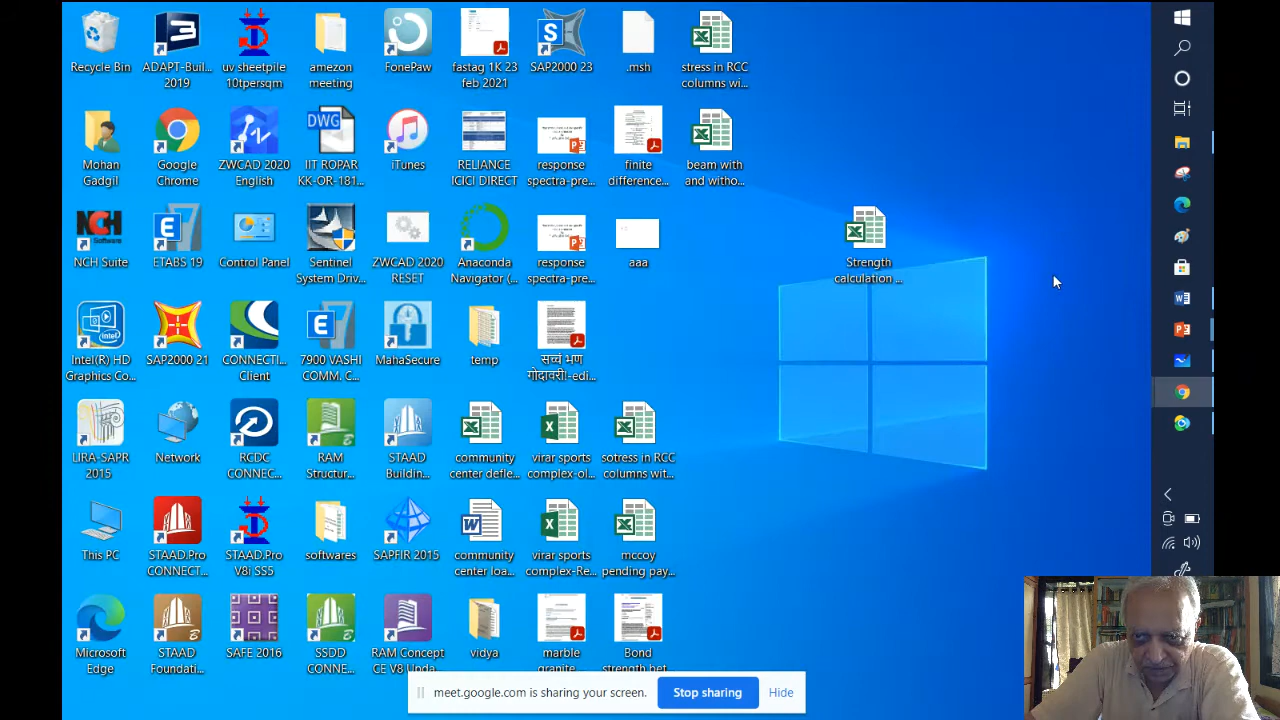 Recycle Bin
ADAPT-Buil...
2019
uv sheetpile
10tpersqm
amazon
meeting
FonePaw
fastag 1K 23
feb 2021
SAP2000 23
.msh
stress in RCC
columns wi...
Mohan
Gadgil
Google
Chrome
ZWCAD 2020
English
DWG
IIT ROPAR
KK-OR-181...
iTunes
RELIANCE
ICICI DIRECT
response
spectra-pre...
finite
difference...
beam with
and witho...
NCH
Software
NCH Suite
ETABS 19
Control Panel
Sentinel
System Driv...
ZWCAD 2020
RESET
Anaconda
Navigator (...
response
spectra-pre...
aaa
Strength
calculation ...
intel
Intel(R) HD
Graphics Co...
SAP2000 21
CONNECTI...
Client
7900 VASHI
COMM. C...
MahaSecure
temp
सच्चं भण
गोदावरी।-edi...
LIRA-SAPR
2015
Network
RCDC
CONNEC...
RAM
Structur...
STAAD
Buildin...
community
center defle...
virar sports
complex-ol...
sotress in RCC
columns wit...
This PC
STAAD.Pro
CONNECT...
STAAD.Pro
V8i SS5
softwares
SAPFIR 2015
community
center loa...
virar sports
complex-Re...
mccoy
pending pay...
Microsoft
Edge
STAAD
Foundati...
SAFE 2016
SSDD
CONNE...
RAM Concept
CE V8 Upda...
vidya
marble
granite...
Bond
strength bet...
meet.google.com is sharing your screen.
Stop sharing
Hide